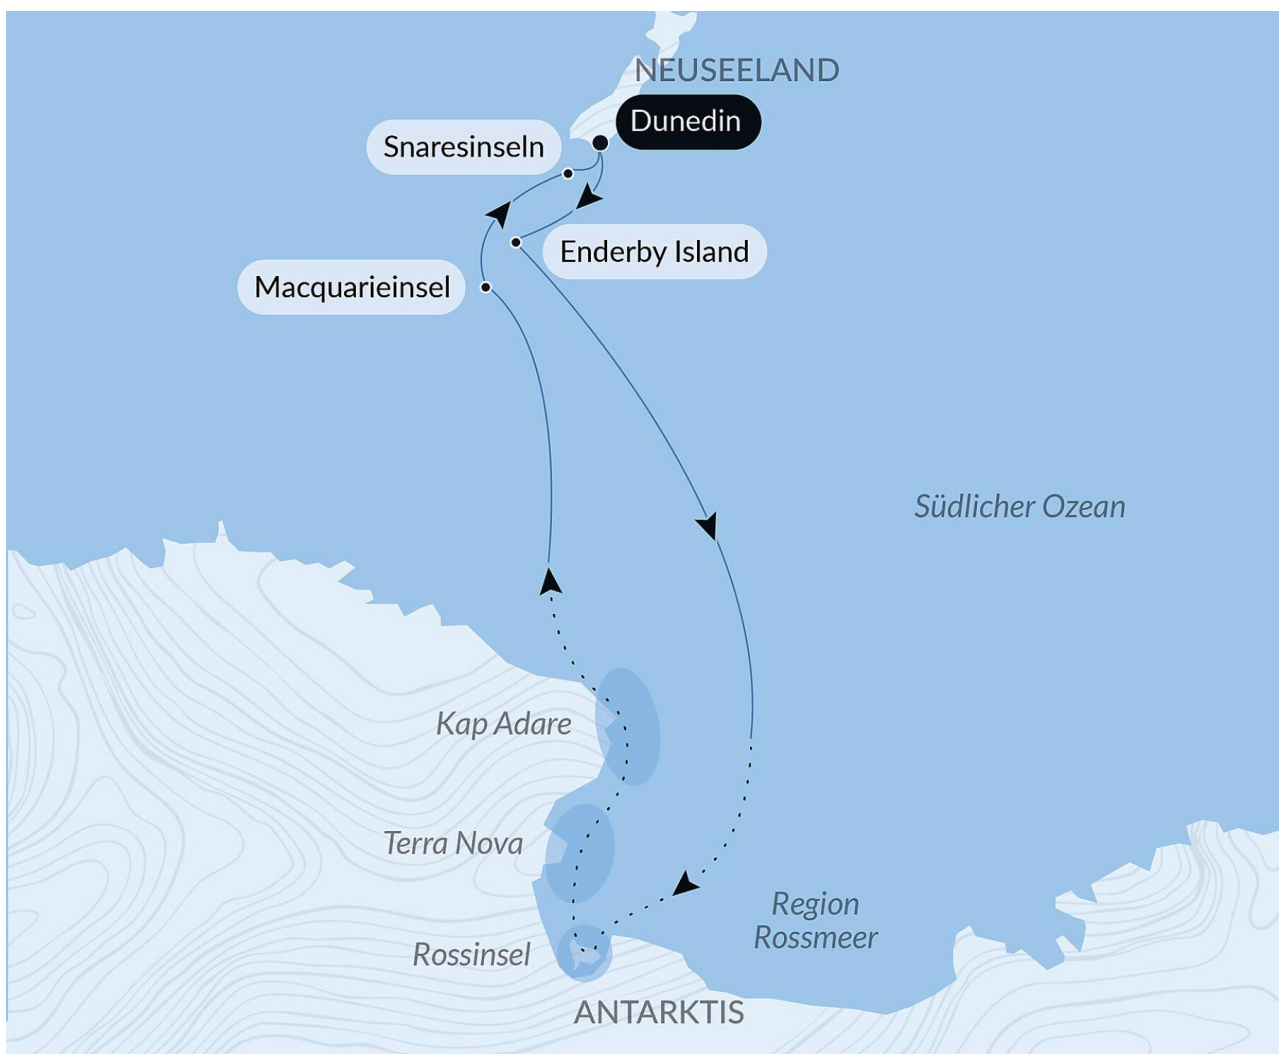 NEUSEELAND
Dunedin
Snaresinseln
Enderby Island
Macquarieinsel
Südlicher Ozean
Kap Adare
Terra Nova
Region
Rossmeer
Rossinsel
ANTARKTIS